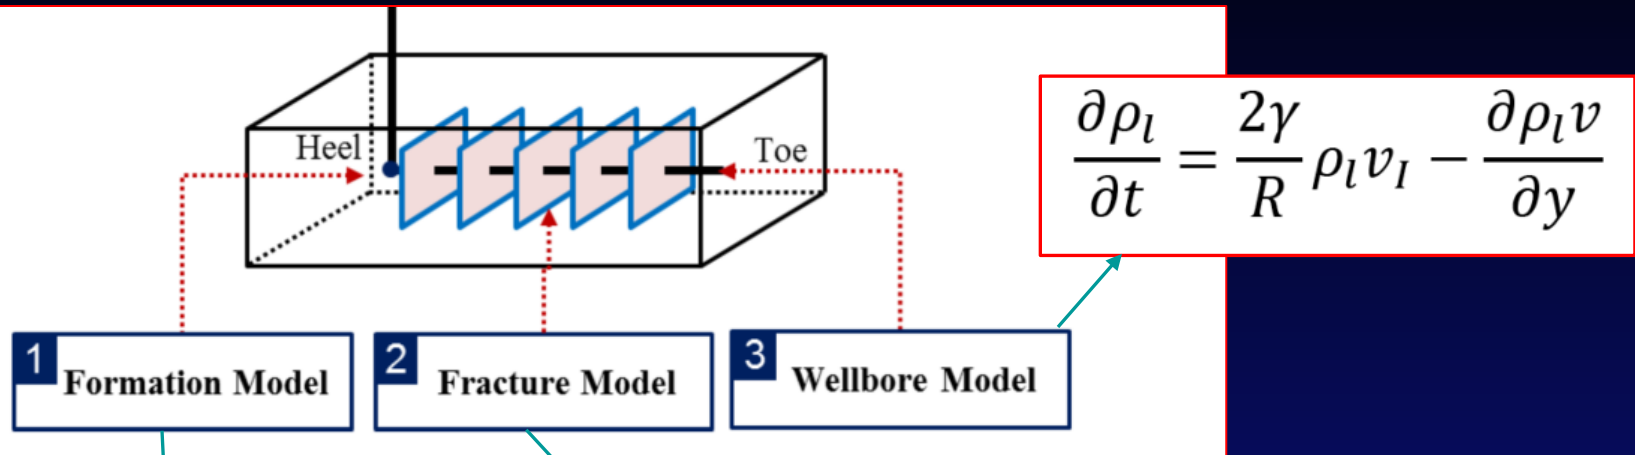 Heel
Toe
∂ρ_l/∂t = 2γ/R ρ_l v_I − ∂ρ_l v/∂y
1 Formation Model
2 Fracture Model
3 Wellbore Model